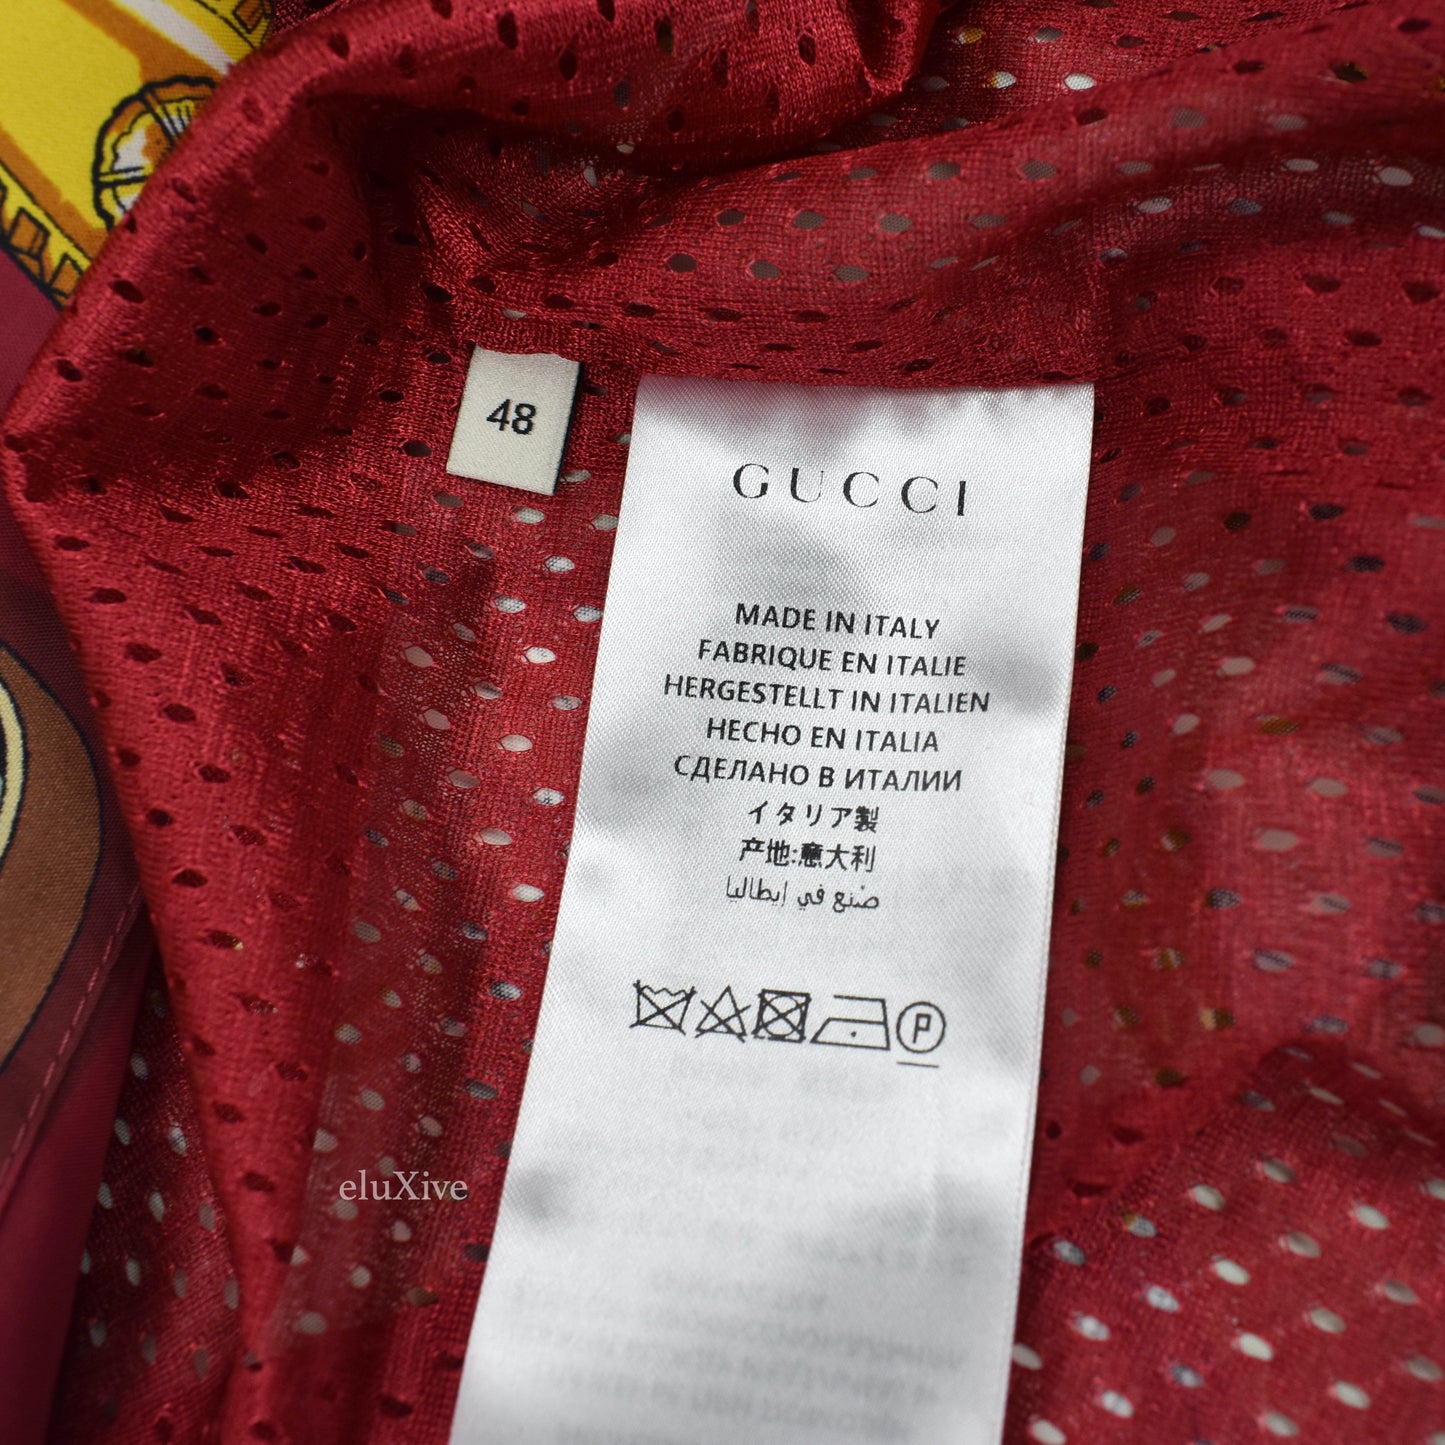 48
GUCCI
MADE IN ITALY
FABRIQUE EN ITALIE
HERGESTELLT IN ITALIEN
HECHO EN ITALIA
СДЕЛАНО В ИТАЛИИ
イタリア製
产地:意大利
صنع في إيطاليا
P
eluXive